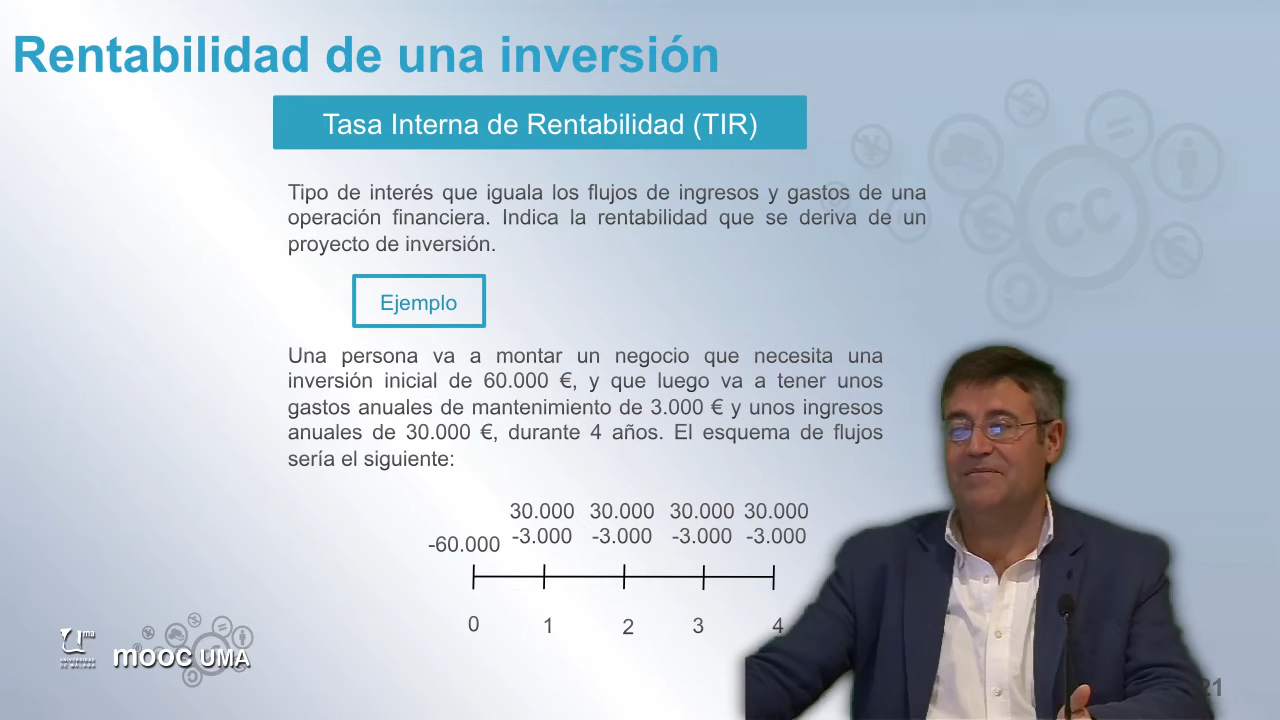 Rentabilidad de una inversión
Tasa Interna de Rentabilidad (TIR)
Tipo de interés que iguala los flujos de ingresos y gastos de una
operación financiera. Indica la rentabilidad que se deriva de un
proyecto de inversión.
Ejemplo
Una persona va a montar un negocio que necesita una
inversión inicial de 60.000 €, y que luego va a tener unos
gastos anuales de mantenimiento de 3.000 € y unos ingresos
anuales de 30.000 €, durante 4 años. El esquema de flujos
sería el siguiente:
30.000 30.000 30.000 30.000
-60.000 -3.000 -3.000 -3.000 -3.000
0 1 2 3 4
uma
UNIVERSIDAD
DE MÁLAGA
mooc UMA
cc
21